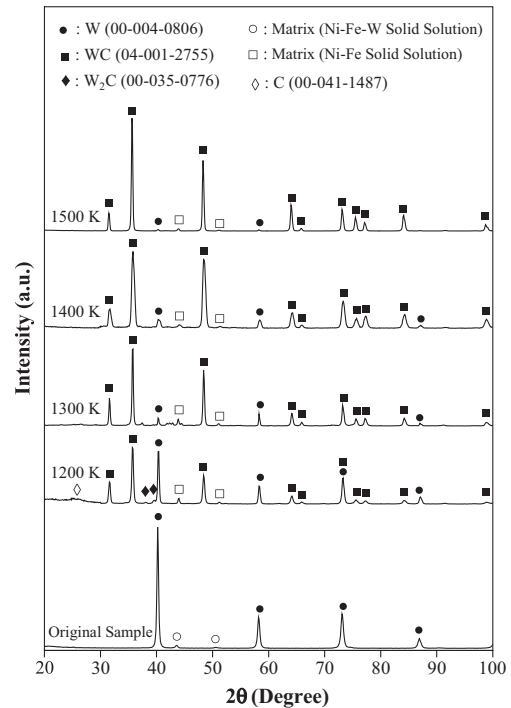 ● : W (00-004-0806)
○ : Matrix (Ni-Fe-W Solid Solution)
■ : WC (04-001-2755)
□ : Matrix (Ni-Fe Solid Solution)
♦ : W₂C (00-035-0776)
◊ : C (00-041-1487)
1500 K
1400 K
1300 K
1200 K
Original Sample
Intensity (a.u.)
20 30 40 50 60 70 80 90 100
2θ (Degree)